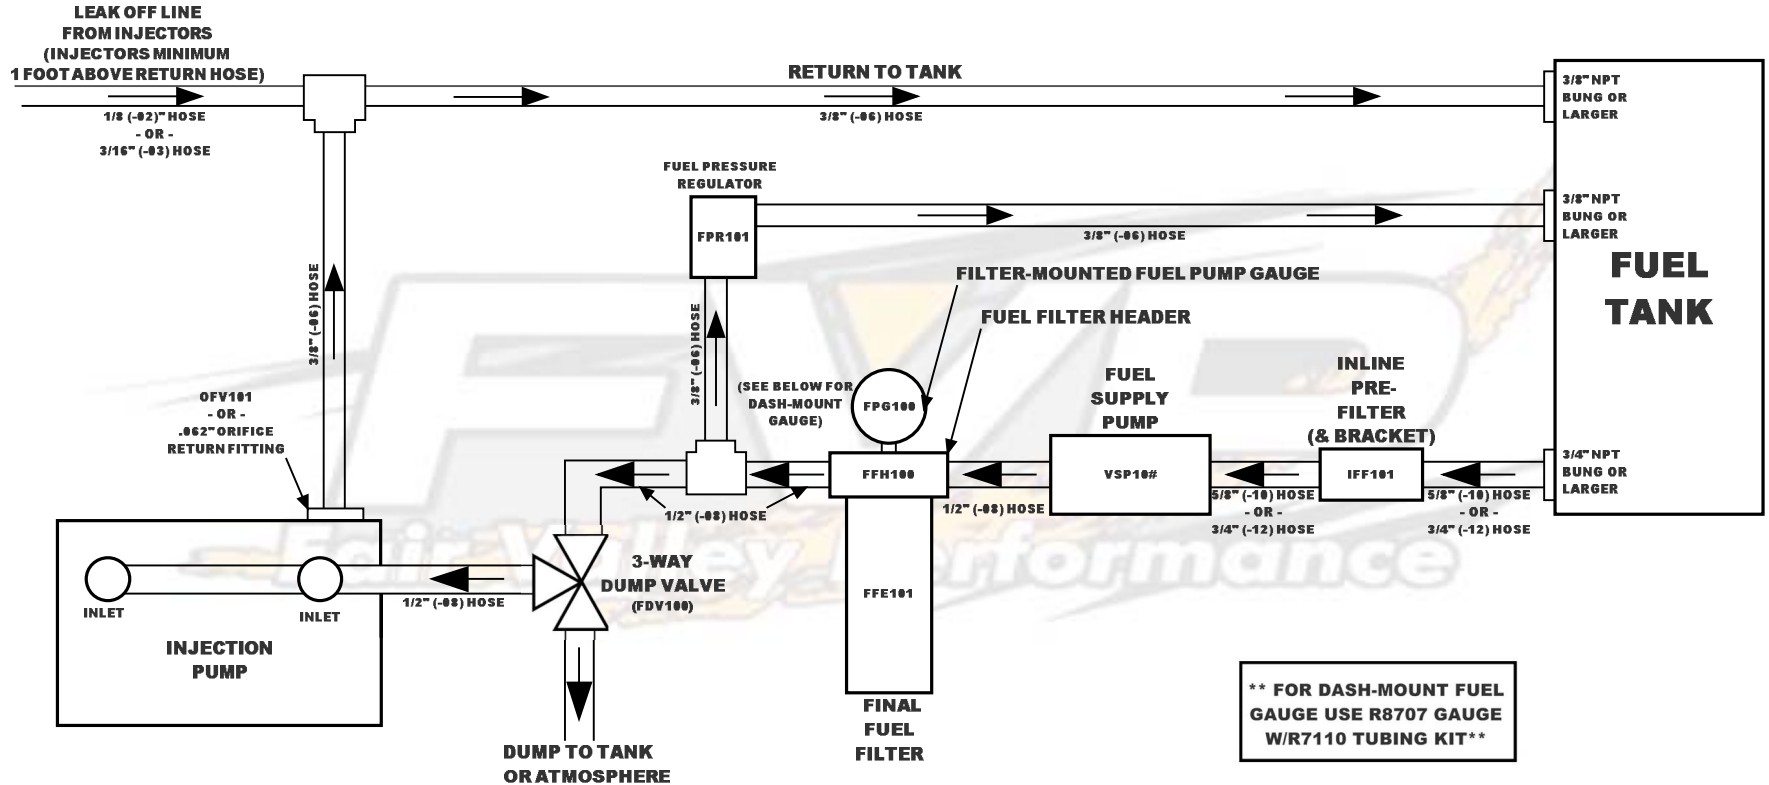 LEAK OFF LINE
FROM INJECTORS
(INJECTORS MINIMUM
1 FOOT ABOVE RETURN HOSE)
1/8 (-02)" HOSE
- OR -
3/16" (-03) HOSE
RETURN TO TANK
3/8" (-06) HOSE
3/8" NPT
BUNG OR
LARGER
FUEL PRESSURE
REGULATOR
FPR101
3/8" (-06) HOSE
3/8" NPT
BUNG OR
LARGER
FUEL
TANK
3/8" (-06) HOSE
3/8" (-06) HOSE
FILTER-MOUNTED FUEL PUMP GAUGE
FUEL FILTER HEADER
(SEE BELOW FOR
DASH-MOUNT
GAUGE)
FPG100
FUEL
SUPPLY
PUMP
INLINE
PRE-
FILTER
(& BRACKET)
OFV101
- OR -
.062" ORIFICE
RETURN FITTING
FFH100
VSP10#
IFF101
3/4" NPT
BUNG OR
LARGER
1/2" (-08) HOSE
1/2" (-08) HOSE
5/8" (-10) HOSE
- OR -
3/4" (-12) HOSE
5/8" (-10) HOSE
- OR -
3/4" (-12) HOSE
Fair Valley Performance
3-WAY
DUMP VALVE
(FDV100)
FFE101
1/2" (-08) HOSE
INLET
INLET
INJECTION
PUMP
FINAL
FUEL
FILTER
DUMP TO TANK
OR ATMOSPHERE
** FOR DASH-MOUNT FUEL
GAUGE USE R8707 GAUGE
W/R7110 TUBING KIT**